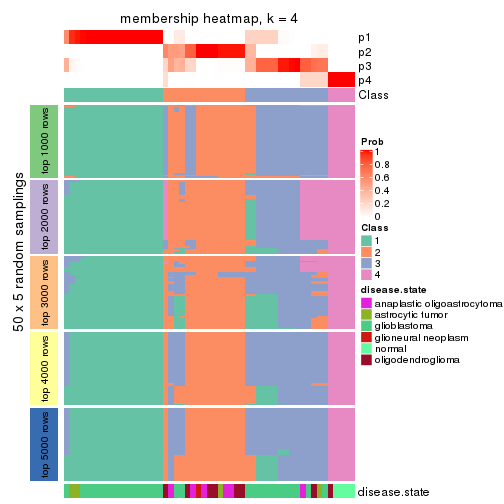 membership heatmap, k = 4
p1
p2
p3
p4
Class
50 x 5 random samplings
top 1000 rows
top 2000 rows
top 3000 rows
top 4000 rows
top 5000 rows
disease.state
Prob
1
0.8
0.6
0.4
0.2
0
Class
1
2
3
4
disease.state
anaplastic oligoastrocytoma
astrocytic tumor
glioblastoma
glioneural neoplasm
normal
oligodendroglioma